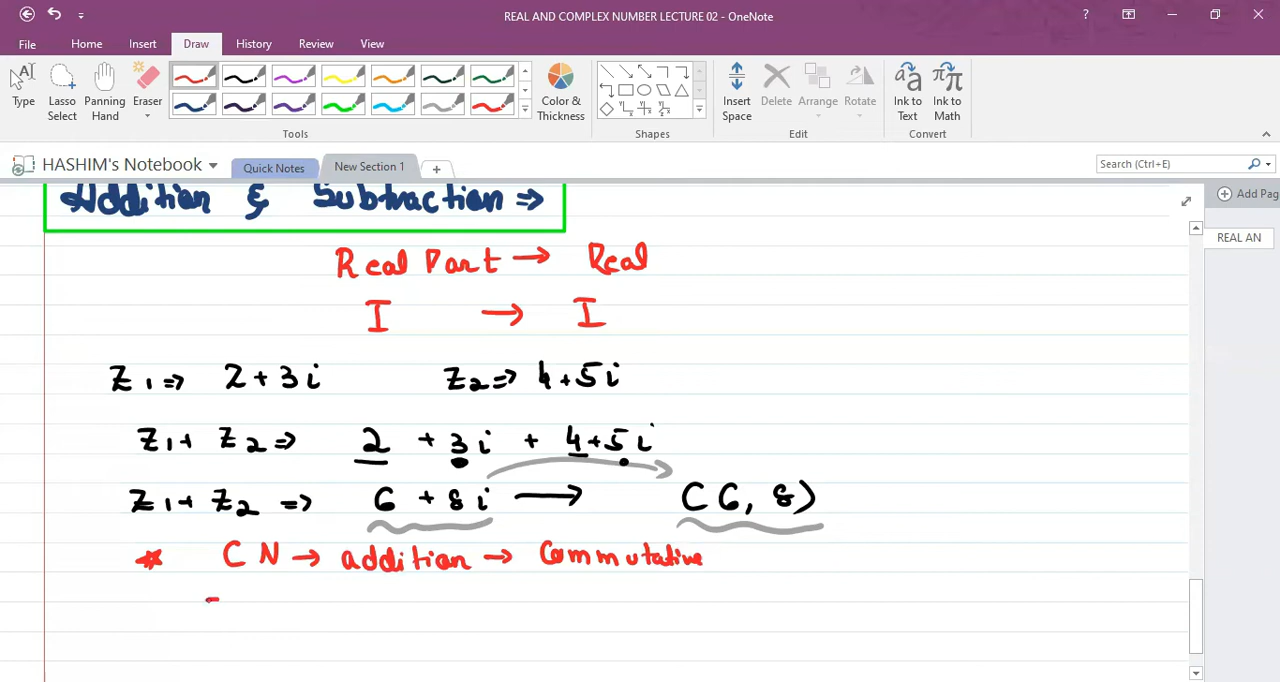 REAL AND COMPLEX NUMBER LECTURE 02 - OneNote
File Home Insert Draw History Review View
Type
Lasso Select
Panning Hand
Eraser
Tools
Color & Thickness
Shapes
Insert Space
Delete
Arrange
Rotate
Edit
Ink to Text
Ink to Math
Convert
HASHIM's Notebook
Quick Notes
New Section 1
Search (Ctrl+E)
Add Pag
REAL AN
Addition & Subtraction ⇒
Real Part → Real
I → I
Z1 ⇒ 2 + 3i Z2 ⇒ 4+5i
Z1 + Z2 ⇒ 2 + 3i + 4+5i
Z1 + Z2 ⇒ 6 + 8i → (6, 8)
* CN → addition → Commutative